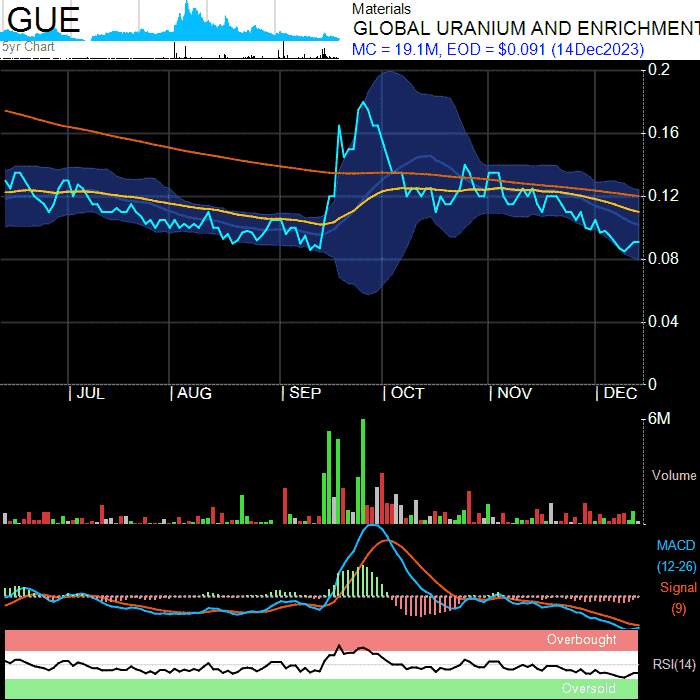 GUE
5yr Chart
Materials
GLOBAL URANIUM AND ENRICHMENT
MC = 19.1M, EOD = $0.091 (14Dec2023)
0.2
0.16
0.12
0.08
0.04
0
JUL AUG SEP OCT NOV DEC
6M
Volume
MACD
(12-26)
Signal
(9)
Overbought
RSI(14)
Oversold